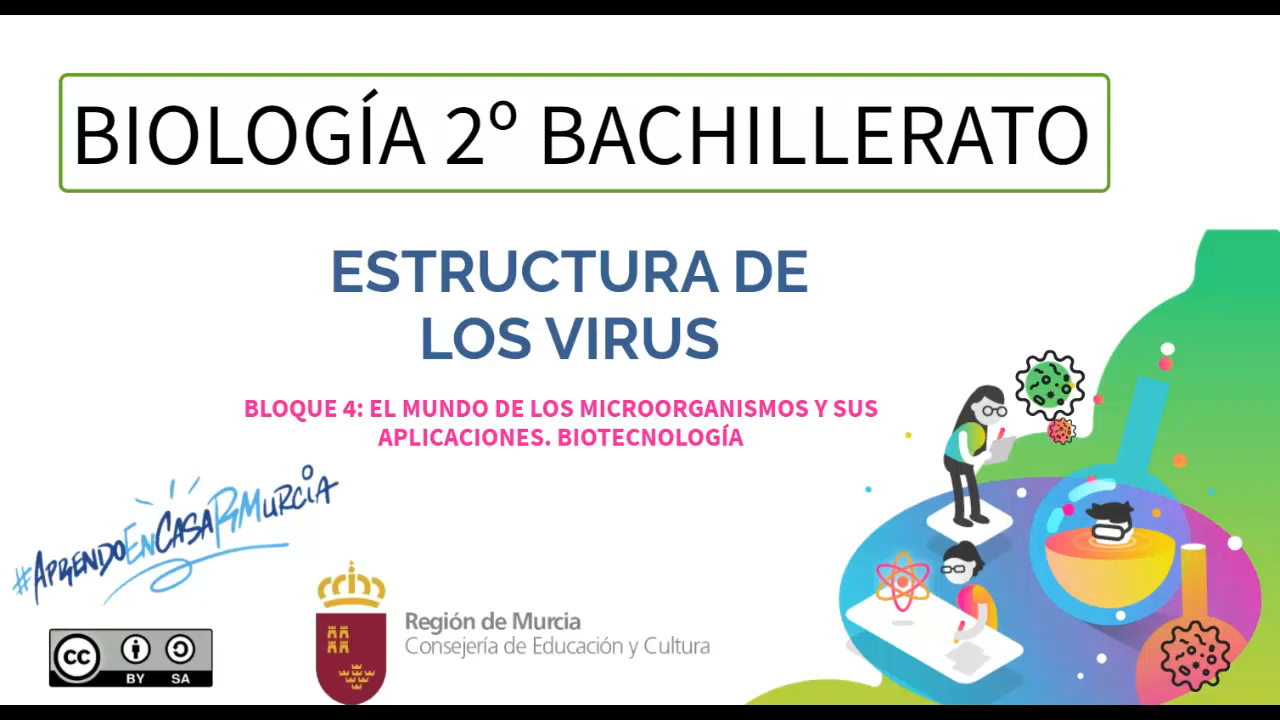 BIOLOGÍA 2º BACHILLERATO
ESTRUCTURA DE
LOS VIRUS
BLOQUE 4: EL MUNDO DE LOS MICROORGANISMOS Y SUS
APLICACIONES. BIOTECNOLOGÍA
#APRENDOENCASARMURCIA
Región de Murcia
Consejería de Educación y Cultura
CC
BY SA